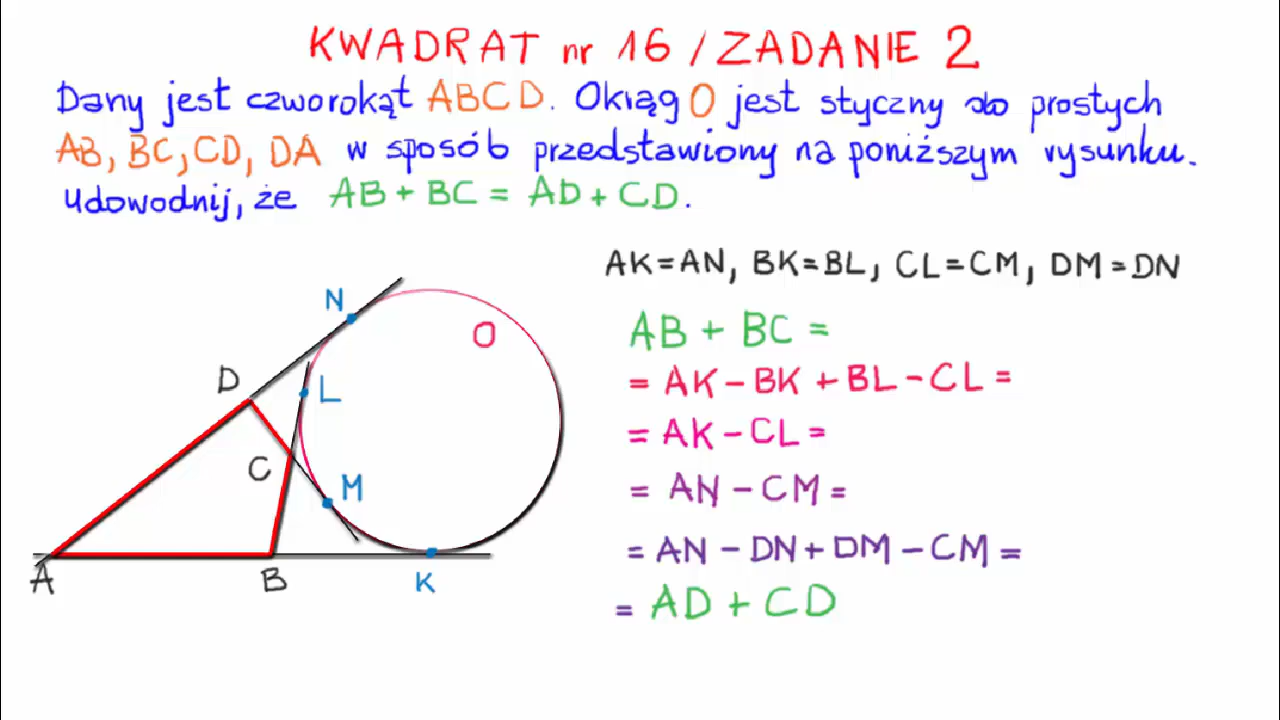 KWADRAT nr 16 / ZADANIE 2
Dany jest czworokąt ABCD. Okrąg O jest styczny do prostych
AB, BC, CD, DA w sposób przedstawiony na poniższym rysunku.
Udowodnij, że AB + BC = AD + CD.
AK=AN, BK=BL, CL=CM, DM=DN
AB + BC =
= AK - BK + BL - CL =
= AK - CL =
= AN - CM =
= AN - DN + DM - CM =
= AD + CD
N
O
D
L
C
M
A
B
K